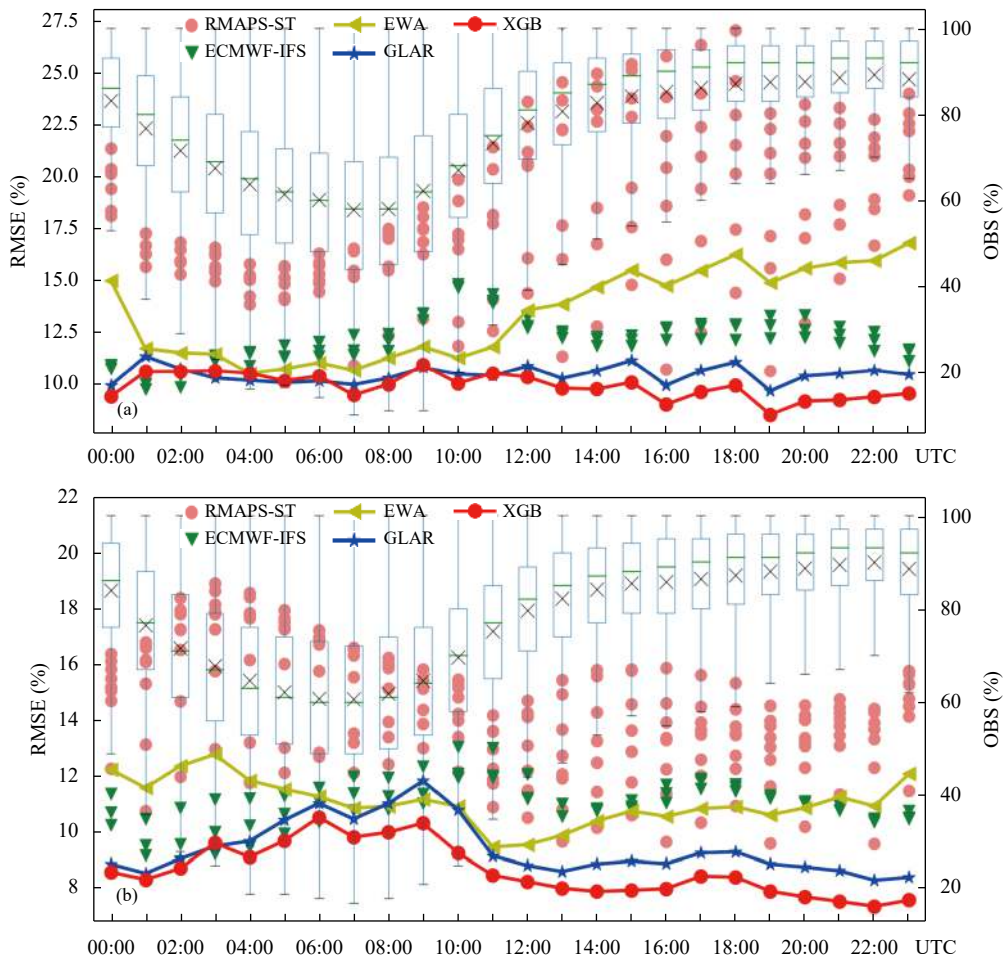 27.5
25.0
22.5
20.0
17.5
15.0
12.5
10.0
RMSE (%)
RMAPS-ST EWA XGB
ECMWF-IFS GLAR
100
80
60
40
20
OBS (%)
(a)
00:00 02:00 04:00 06:00 08:00 10:00 12:00 14:00 16:00 18:00 20:00 22:00 UTC
22
20
18
16
14
12
10
8
RMSE (%)
RMAPS-ST EWA XGB
ECMWF-IFS GLAR
100
80
60
40
20
OBS (%)
(b)
00:00 02:00 04:00 06:00 08:00 10:00 12:00 14:00 16:00 18:00 20:00 22:00 UTC